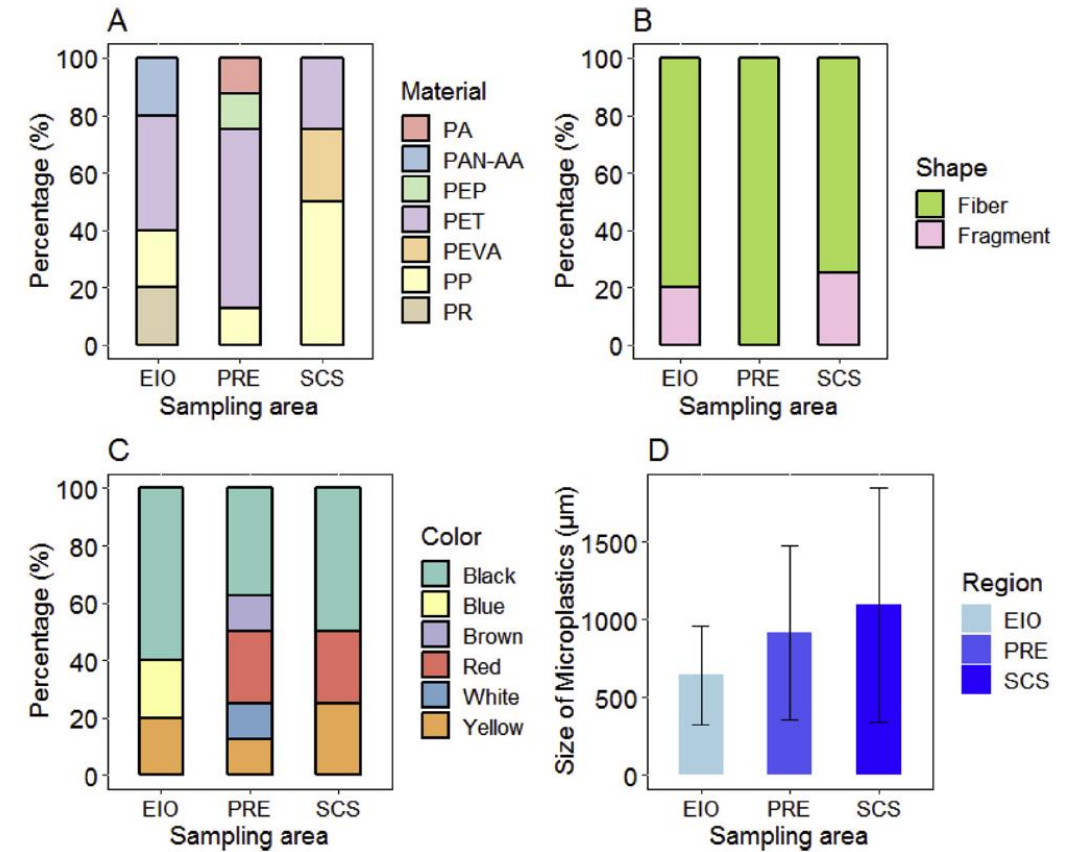 A
100
80
60
40
20
0
Percentage (%)
EIO PRE SCS
Sampling area
Material
PA
PAN-AA
PEP
PET
PEVA
PP
PR
B
100
80
60
40
20
0
Percentage (%)
EIO PRE SCS
Sampling area
Shape
Fiber
Fragment
C
100
80
60
40
20
0
Percentage (%)
EIO PRE SCS
Sampling area
Color
Black
Blue
Brown
Red
White
Yellow
D
1500
1000
500
0
Size of Microplastics (μm)
EIO PRE SCS
Sampling area
Region
EIO
PRE
SCS